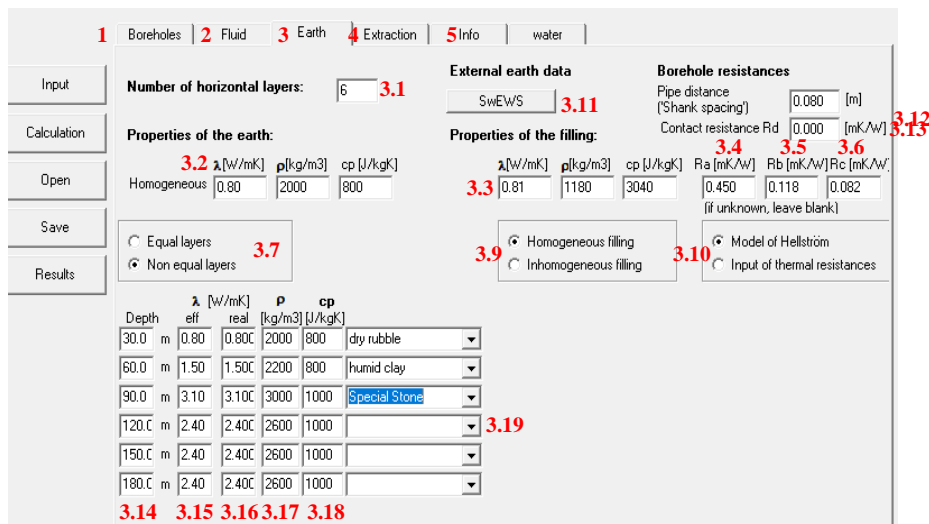 1 Boreholes 2 Fluid 3 Earth 4 Extraction 5 Info water
Input
Calculation
Open
Save
Results
Number of horizontal layers: 6 3.1
External earth data
SwEWS 3.11
Borehole resistances
Pipe distance
('Shank spacing') 0.080 [m] 3.12
Contact resistance Rd 0.000 [mK/W] 3.13
Properties of the earth:
3.2 λ[W/mK] ρ[kg/m3] cp [J/kgK]
Homogeneous 0.80 2000 800
Properties of the filling:
λ[W/mK] ρ[kg/m3] cp [J/kgK]
3.3 0.81 1180 3040
3.4 3.5 3.6
Ra [mK/W] Rb [mK/W] Rc [mK/W]
0.450 0.118 0.082
(if unknown, leave blank)
Equal layers
Non equal layers
3.7
3.9
Homogeneous filling
Inhomogeneous filling
3.10
Model of Hellström
Input of thermal resistances
λ [W/mK] ρ cp
Depth eff real [kg/m3] [J/kgK]
30.0 m 0.80 0.800 2000 800 dry rubble
60.0 m 1.50 1.500 2200 800 humid clay
90.0 m 3.10 3.100 3000 1000 Special Stone
120.0 m 2.40 2.400 2600 1000 3.19
150.0 m 2.40 2.400 2600 1000
180.0 m 2.40 2.400 2600 1000
3.14 3.15 3.16 3.17 3.18